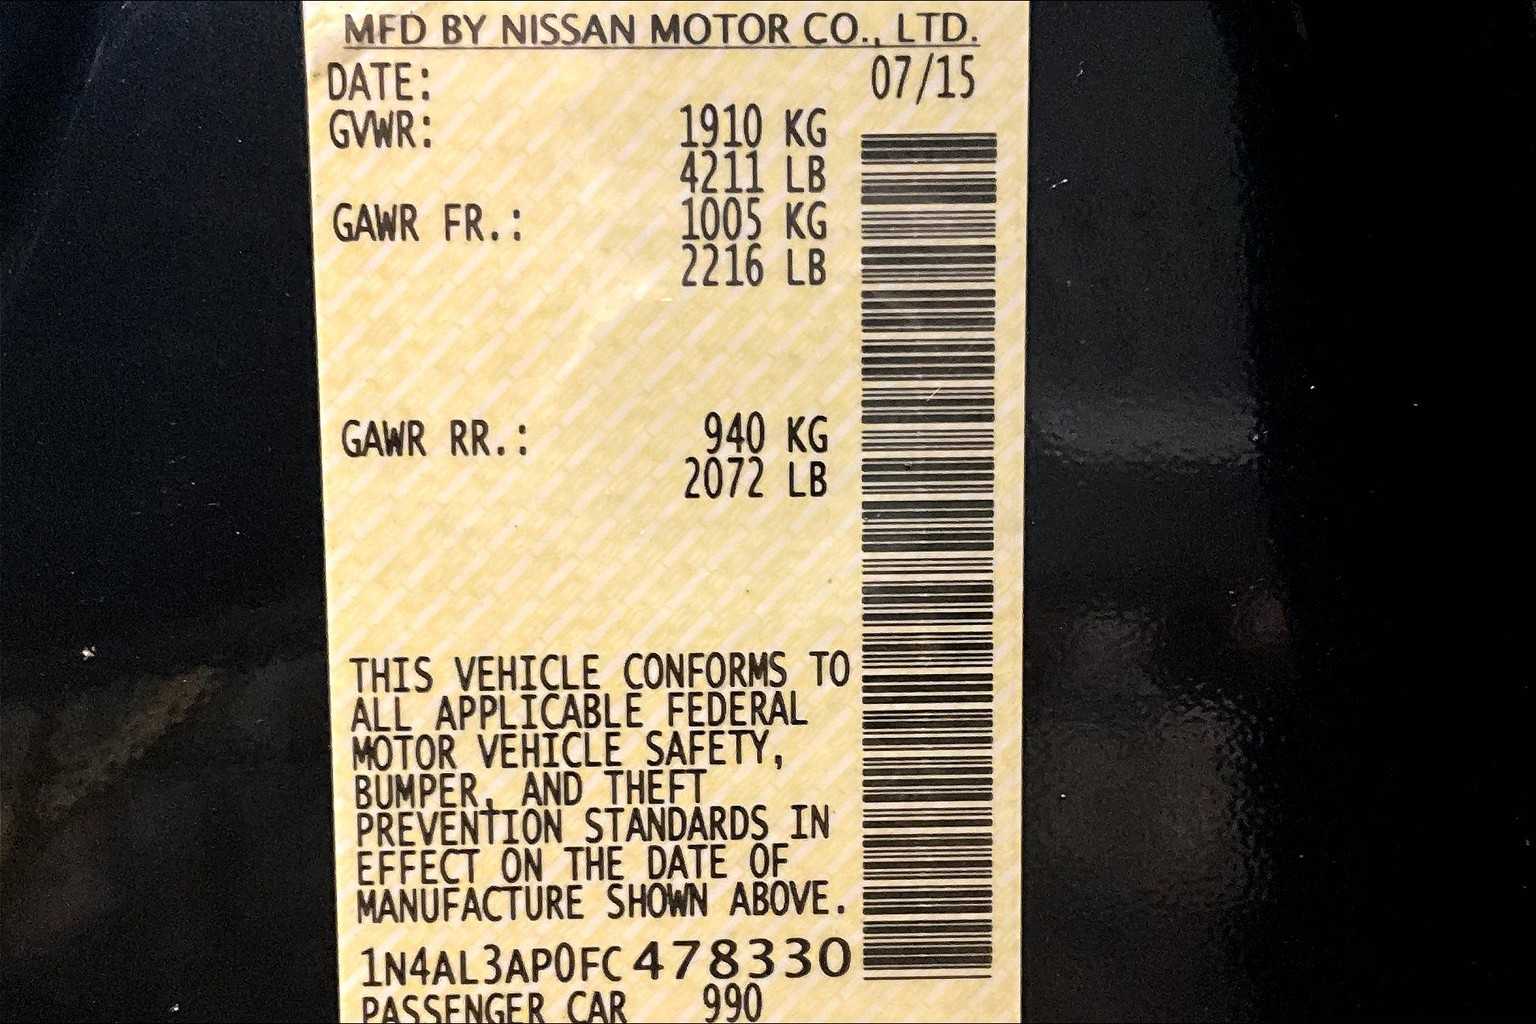 MFD BY NISSAN MOTOR CO., LTD.
DATE: 07/15
GVWR: 1910 KG
4211 LB
GAWR FR.: 1005 KG
2216 LB
GAWR RR.: 940 KG
2072 LB
THIS VEHICLE CONFORMS TO
ALL APPLICABLE FEDERAL
MOTOR VEHICLE SAFETY,
BUMPER, AND THEFT
PREVENTION STANDARDS IN
EFFECT ON THE DATE OF
MANUFACTURE SHOWN ABOVE.
1N4AL3AP0FC478330
PASSENGER CAR 990